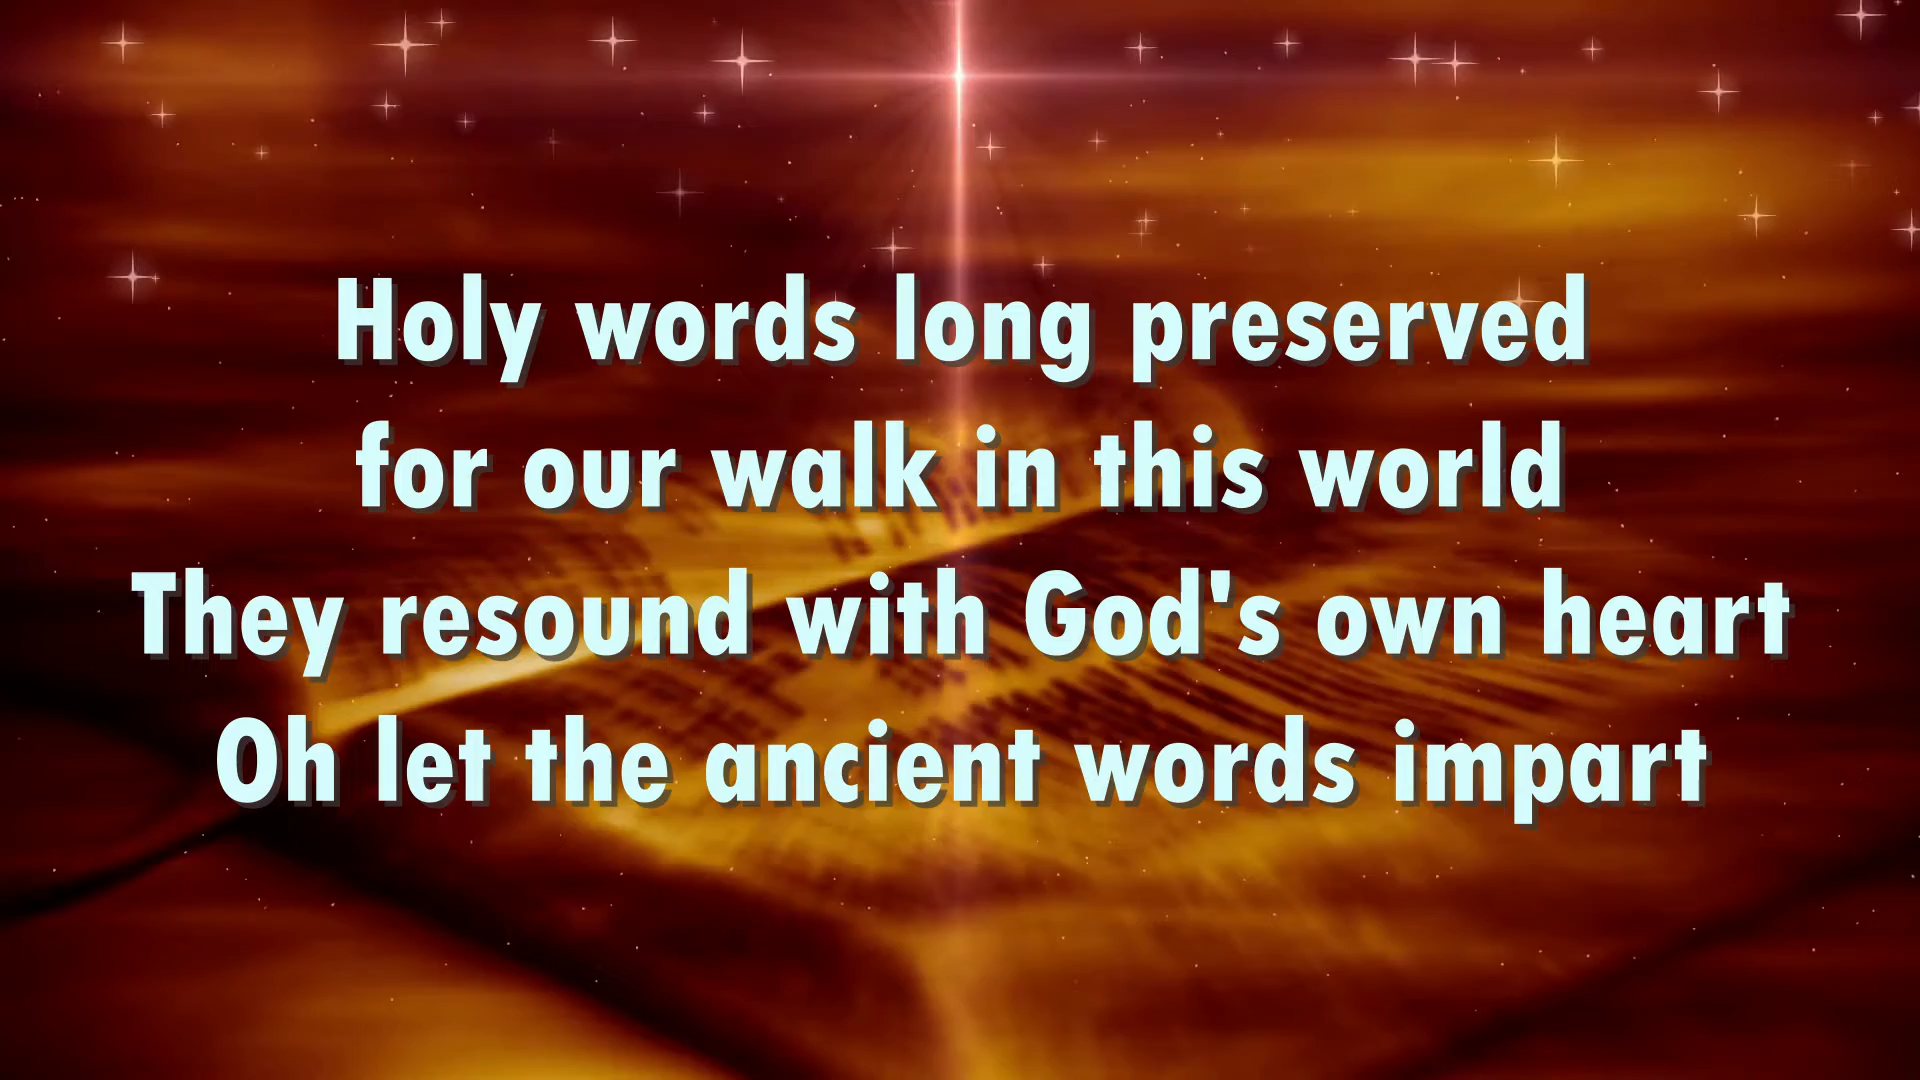 Holy words long preserved
for our walk in this world
They resound with God's own heart
Oh let the ancient words impart